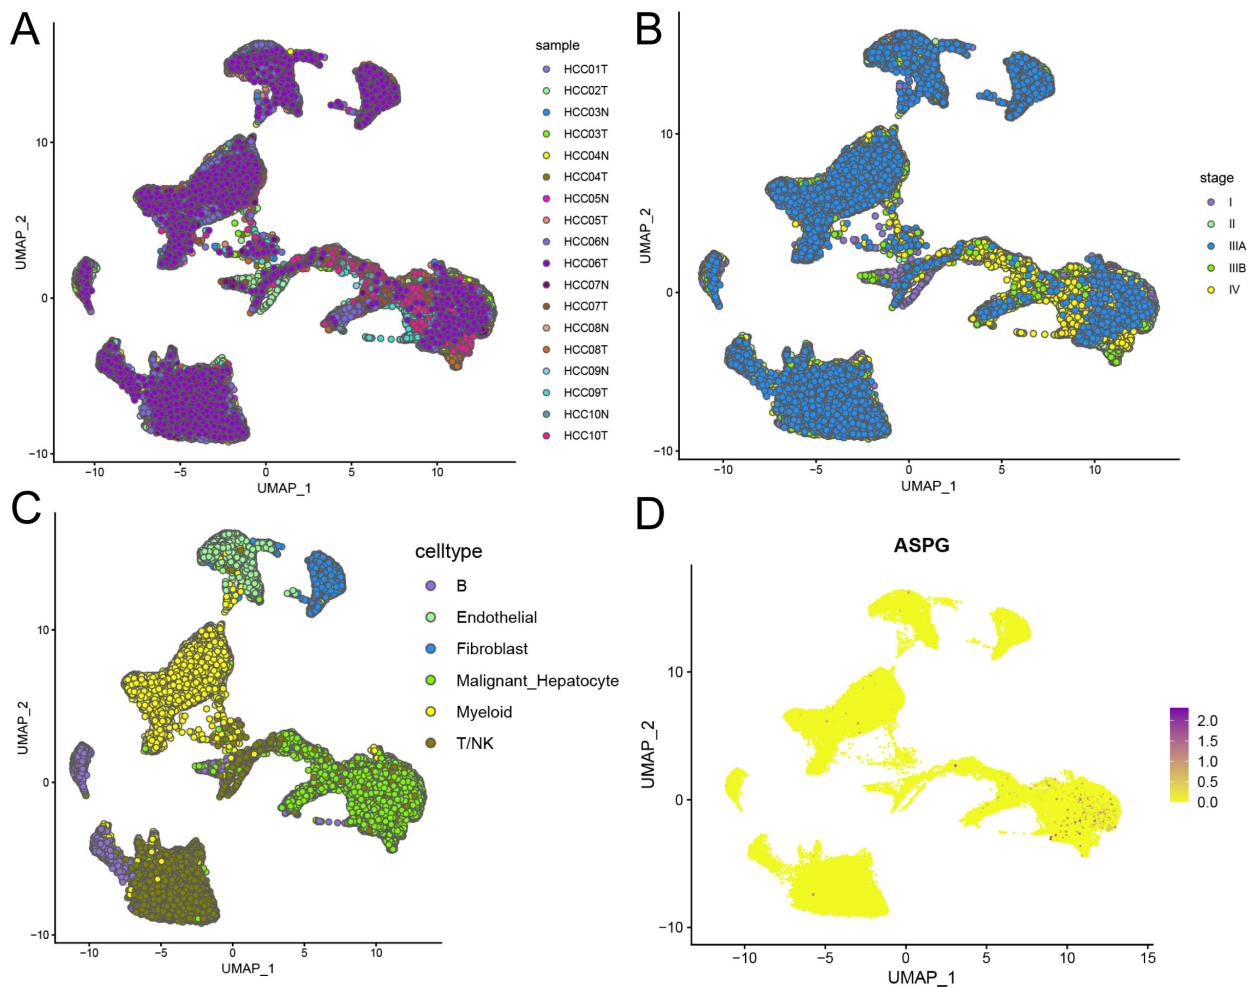 A
sample
HCC01T
HCC02T
HCC03N
HCC03T
HCC04N
HCC04T
HCC05N
HCC05T
HCC06N
HCC06T
HCC07N
HCC07T
HCC08N
HCC08T
HCC09N
HCC09T
HCC10N
HCC10T
UMAP_2
10
0
−10
−10
−5
0
5
10
UMAP_1
B
stage
I
II
IIIA
IIIB
IV
UMAP_2
10
0
−10
−10
−5
0
5
10
UMAP_1
C
celltype
B
Endothelial
Fibroblast
Malignant_Hepatocyte
Myeloid
T/NK
UMAP_2
10
0
−10
−10
−5
0
5
10
UMAP_1
D
ASPG
2.0
1.5
1.0
0.5
0.0
UMAP_2
10
0
−10
−10
−5
0
5
10
15
UMAP_1